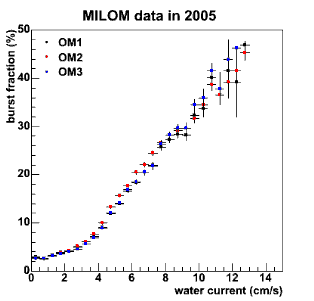 MILOM data in 2005
burst fraction (%)
50
40
30
20
10
0
OM1
OM2
OM3
0 2 4 6 8 10 12 14
water current (cm/s)